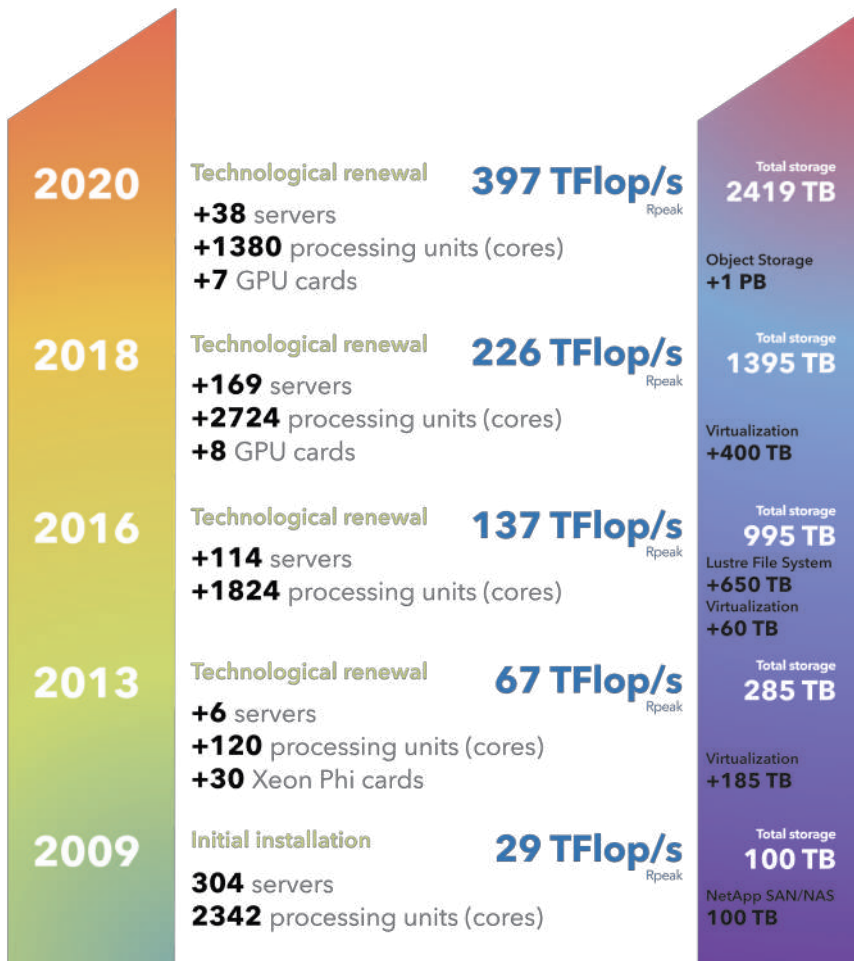 2020
Technological renewal
397 TFlop/s
Rpeak
+38 servers
+1380 processing units (cores)
+7 GPU cards
Total storage
2419 TB
Object Storage
+1 PB
2018
Technological renewal
226 TFlop/s
Rpeak
+169 servers
+2724 processing units (cores)
+8 GPU cards
Total storage
1395 TB
Virtualization
+400 TB
2016
Technological renewal
137 TFlop/s
Rpeak
+114 servers
+1824 processing units (cores)
Total storage
995 TB
Lustre File System
+650 TB
Virtualization
+60 TB
2013
Technological renewal
67 TFlop/s
Rpeak
+6 servers
+120 processing units (cores)
+30 Xeon Phi cards
Total storage
285 TB
Virtualization
+185 TB
2009
Initial installation
29 TFlop/s
Rpeak
304 servers
2342 processing units (cores)
Total storage
100 TB
NetApp SAN/NAS
100 TB